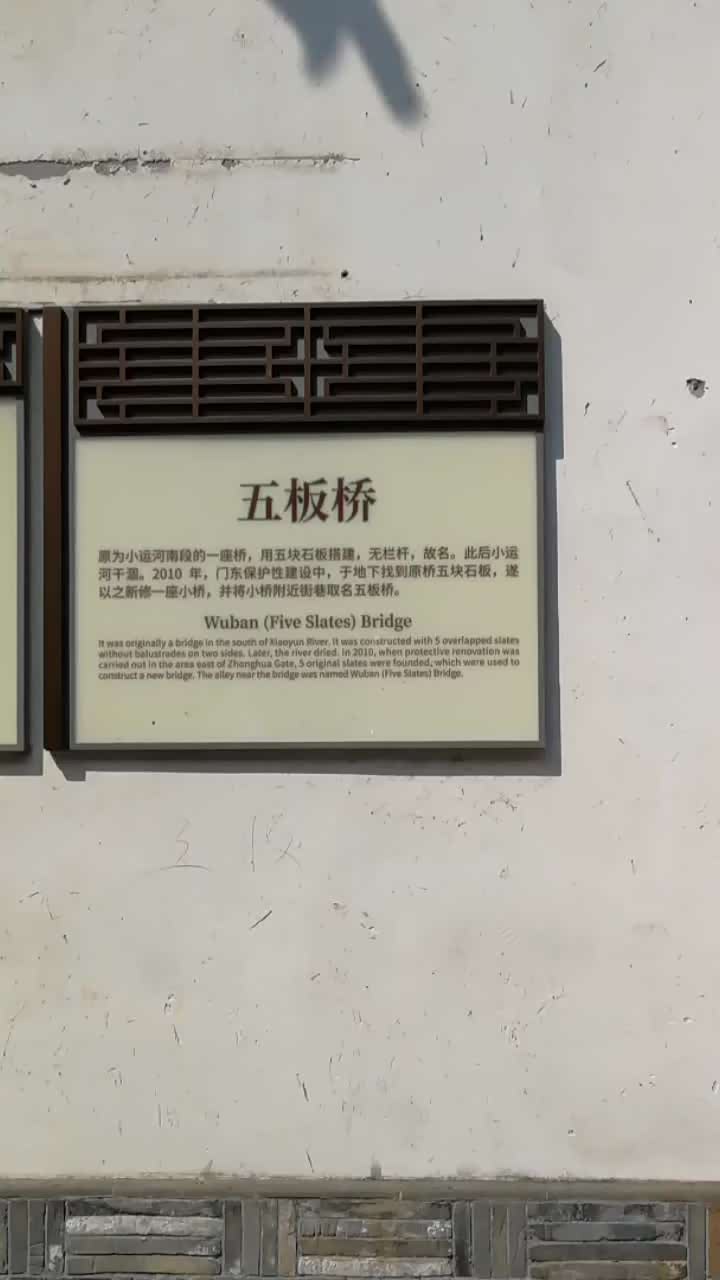 五板桥
原为小运河南段的一座桥，用五块石板搭建，无栏杆，故名。此后小运
河干涸。2010 年，门东保护性建设中，于地下找到原桥五块石板，遂
以之新修一座小桥，并将小桥附近街巷取名五板桥。
Wuban (Five Slates) Bridge
It was originally a bridge in the south of Xiaoyun River. It was constructed with 5 overlapped slates
without balustrades on two sides. Later, the river dried. In 2010, when protective renovation was
carried out in the area east of Zhonghua Gate, 5 original slates were founded, which were used to
construct a new bridge. The alley near the bridge was named Wuban (Five Slates) Bridge.